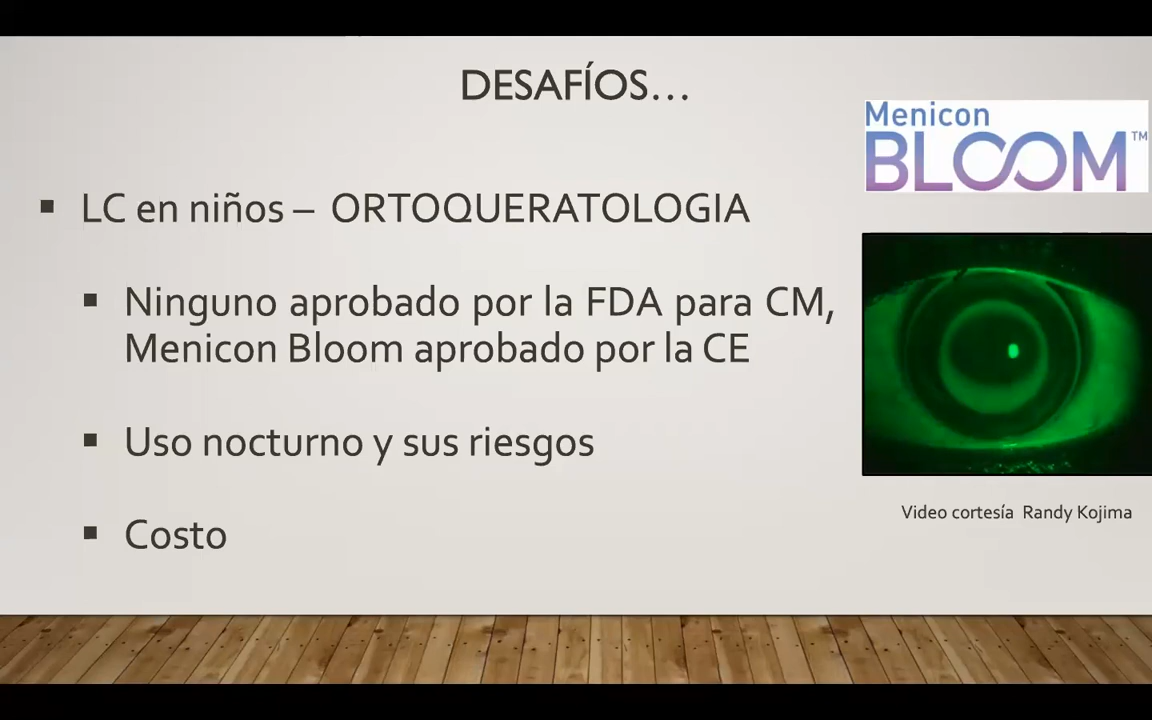 DESAFÍOS…
Menicon
BLOOM™
▪ LC en niños – ORTOQUERATOLOGIA
▪ Ninguno aprobado por la FDA para CM,
Menicon Bloom aprobado por la CE
▪ Uso nocturno y sus riesgos
▪ Costo
Video cortesía Randy Kojima